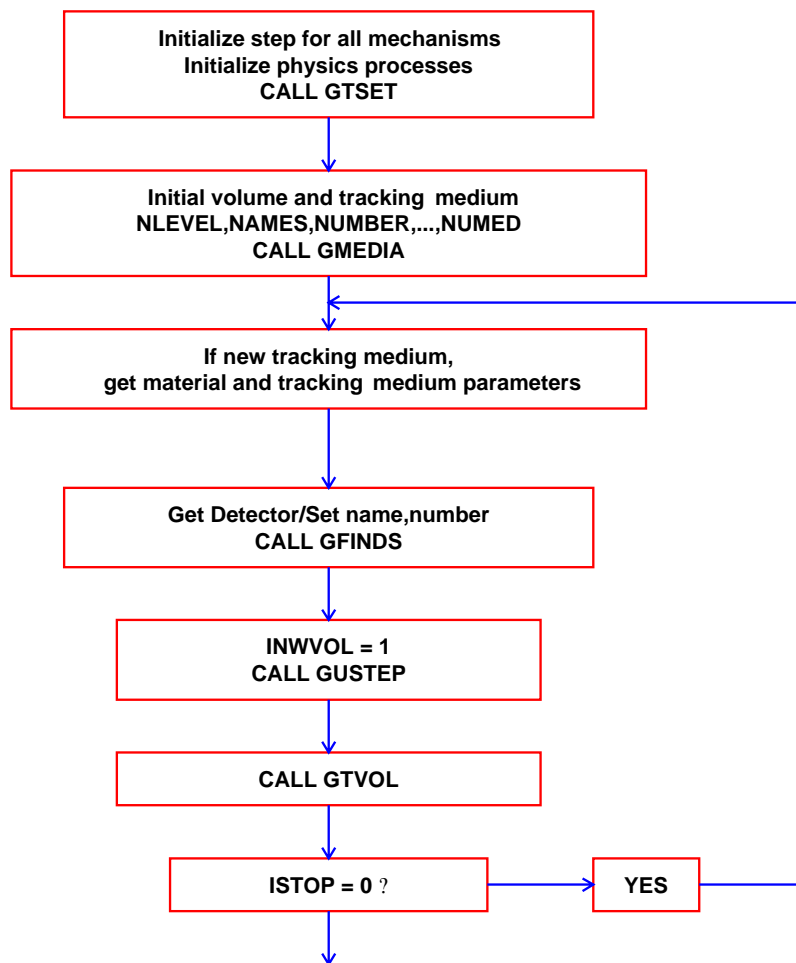 Initialize step for all mechanisms
Initialize physics processes
CALL GTSET
Initial volume and tracking medium
NLEVEL,NAMES,NUMBER,...,NUMED
CALL GMEDIA
If new tracking medium,
get material and tracking medium parameters
Get Detector/Set name,number
CALL GFINDS
INWVOL = 1
CALL GUSTEP
CALL GTVOL
ISTOP = 0 ?
YES